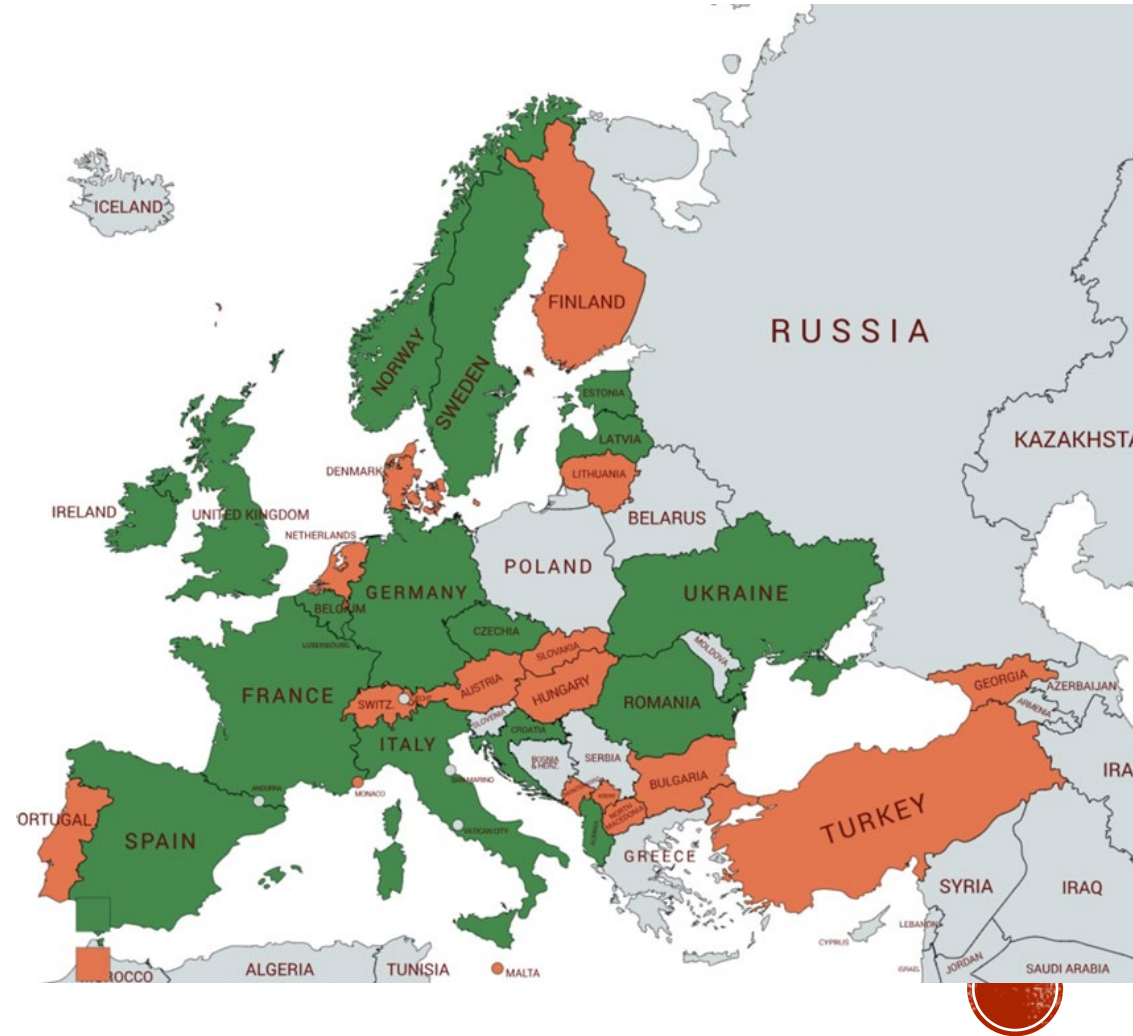 ICELAND
RUSSIA
FINLAND
NORWAY
SWEDEN
ESTONIA
LATVIA
LITHUANIA
KAZAKHSTA
DENMARK
IRELAND
UNITED KINGDOM
NETHERLANDS
BELARUS
POLAND
GERMANY
BELGIUM
UKRAINE
LUXEMBOURG
CZECHIA
SLOVAKIA
MOLDOVA
FRANCE
SWITZ.
AUSTRIA
HUNGARY
ROMANIA
GEORGIA
AZERBAIJAN
ARMENIA
SLOVENIA
CROATIA
ITALY
BOSNIA
& HERZ.
SERBIA
SAN MARINO
MONACO
ANDORRA
BULGARIA
NORTH
MACEDONIA
ALBANIA
IRA
ORTUGAL
SPAIN
VATICAN CITY
TURKEY
GREECE
SYRIA
IRAQ
LEBANON
CYPRUS
ISRAEL
JORDAN
SAUDI ARABIA
ROCCO
ALGERIA
TUNISIA
MALTA